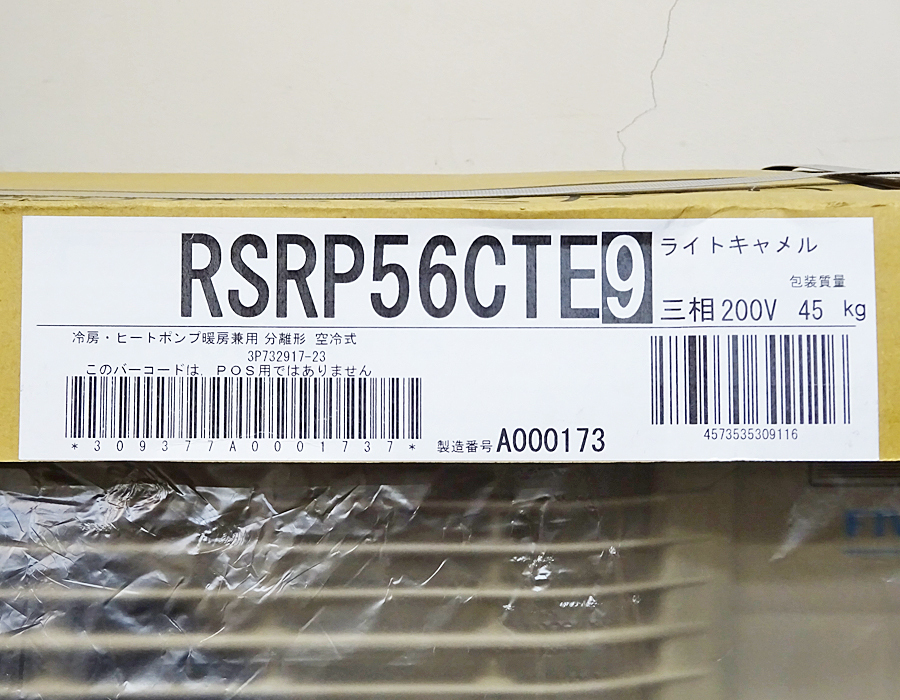 RSRP56CTE9
ライトキャメル
包装質量
三相 200V 45 kg
冷房・ヒートポンプ暖房兼用 分離形 空冷式
3P732917-23
このバーコードは、POS用ではありません
*309377A0001737*
製造番号 A000173
4573535309116